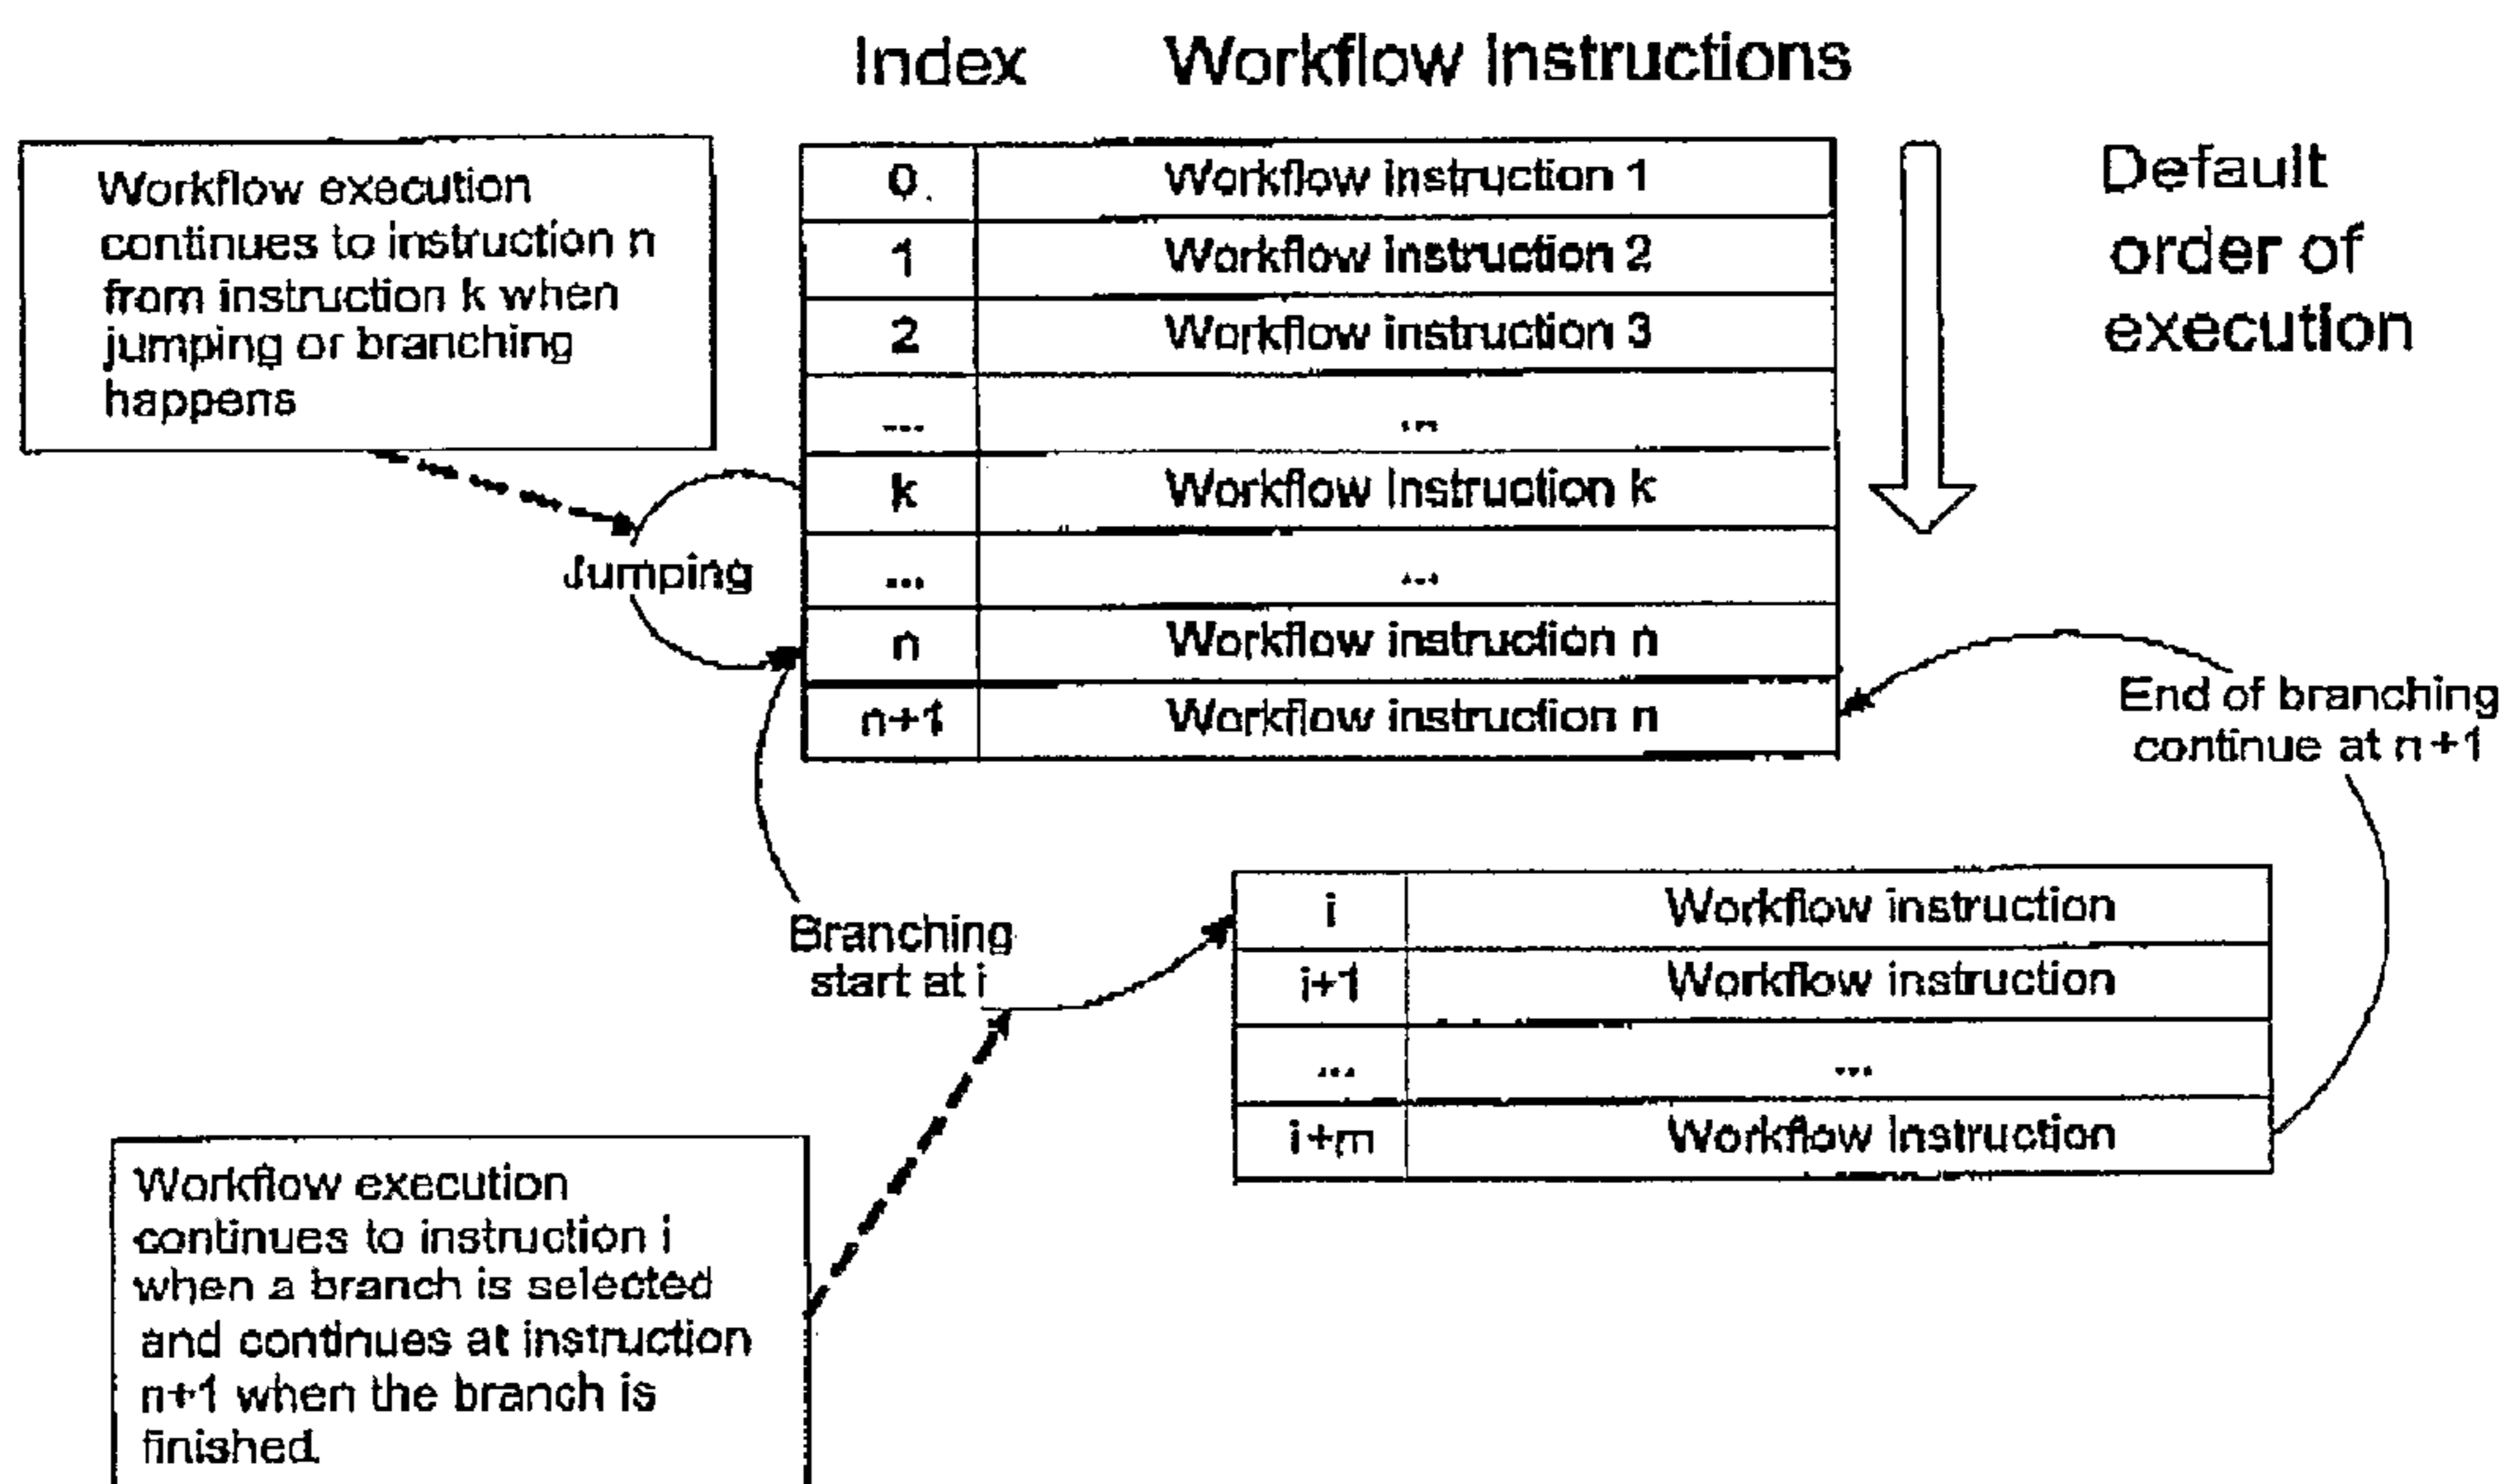 Index Workflow Instructions
Workflow execution
continues to instruction n
from instruction k when
jumping or branching
happens
0 Workflow instruction 1
1 Workflow instruction 2
2 Workflow instruction 3
... ...
k Workflow Instruction k
... ...
n Workflow instruction n
n+1 Workflow instruction n
Default
order of
execution
Jumping
End of branching
continue at n+1
Branching
start at i
i Workflow instruction
i+1 Workflow instruction
... ...
i+m Workflow Instruction
Workflow execution
continues to instruction i
when a branch is selected
and continues at instruction
n+1 when the branch is
finished.